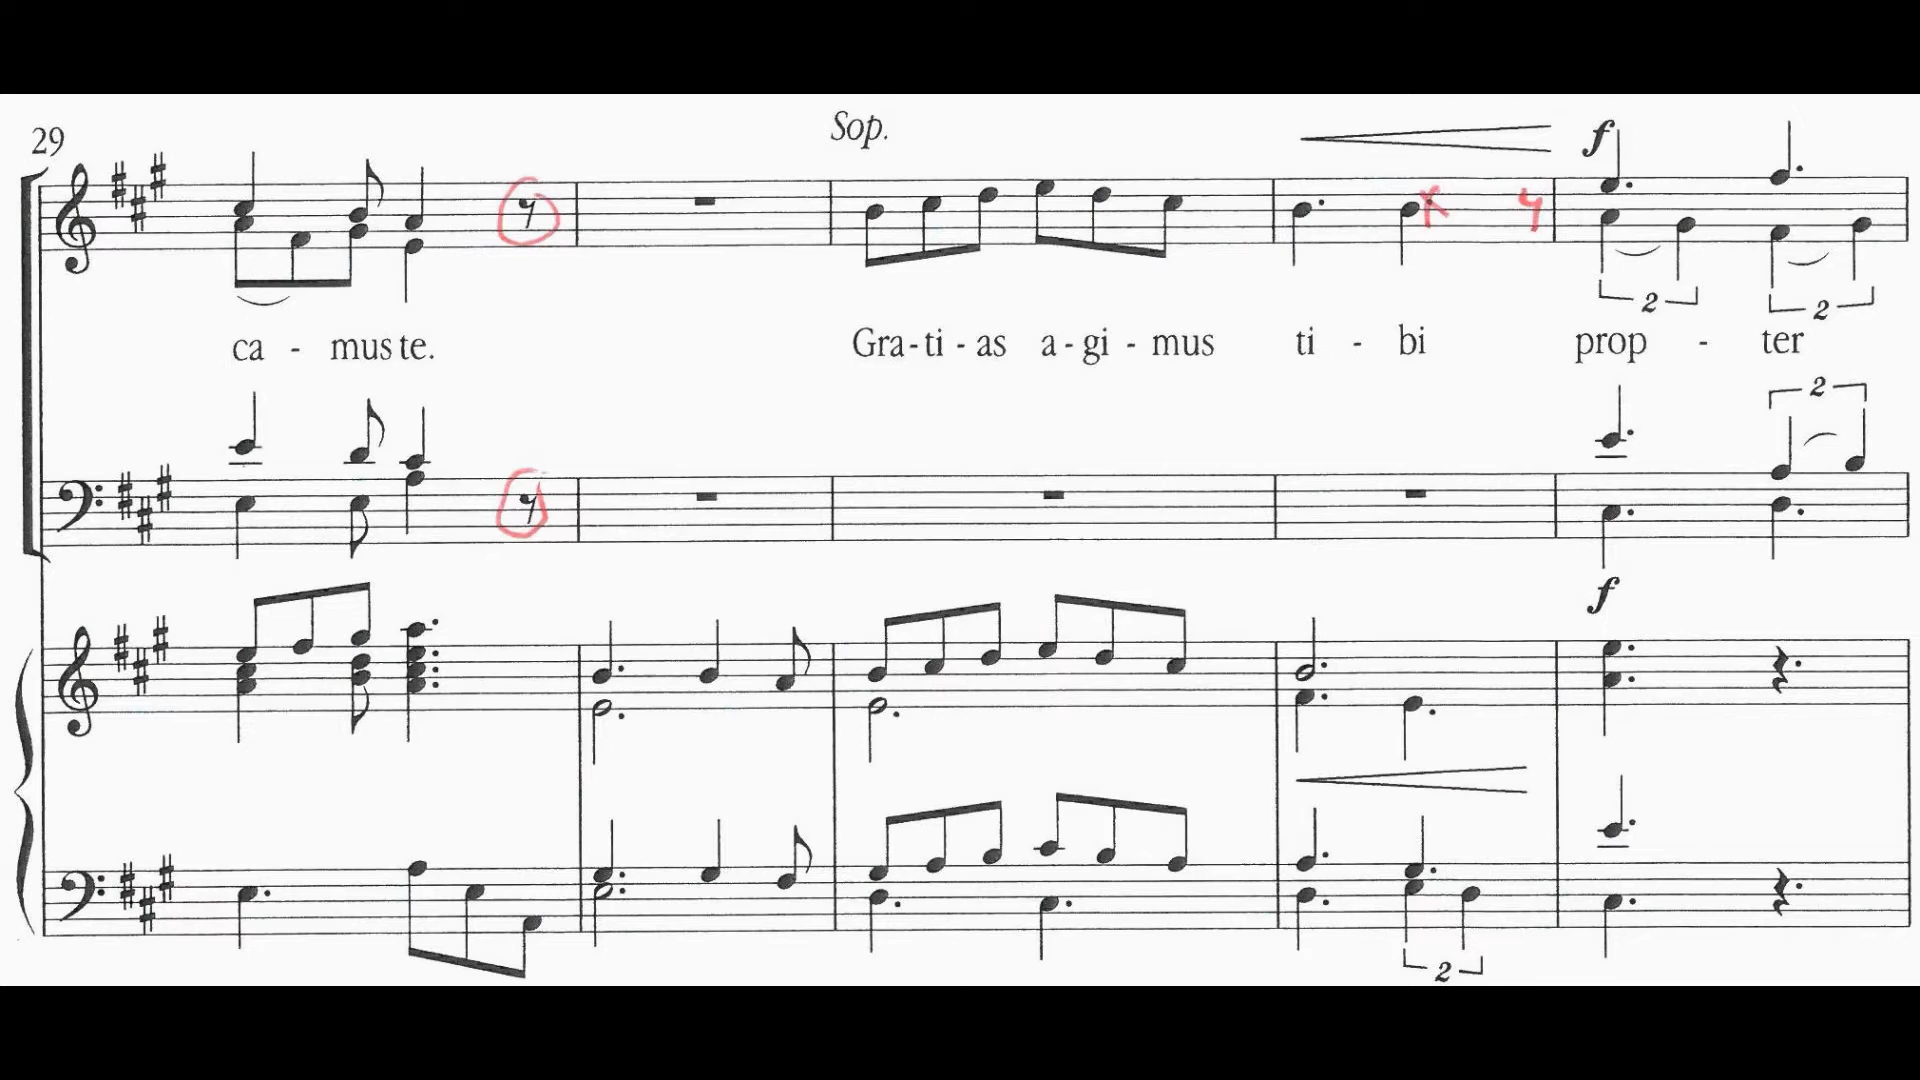 29
Sop.
f
2 2
ca - mus te. Gra - ti - as a - gi - mus ti - bi prop - ter
2
f
2